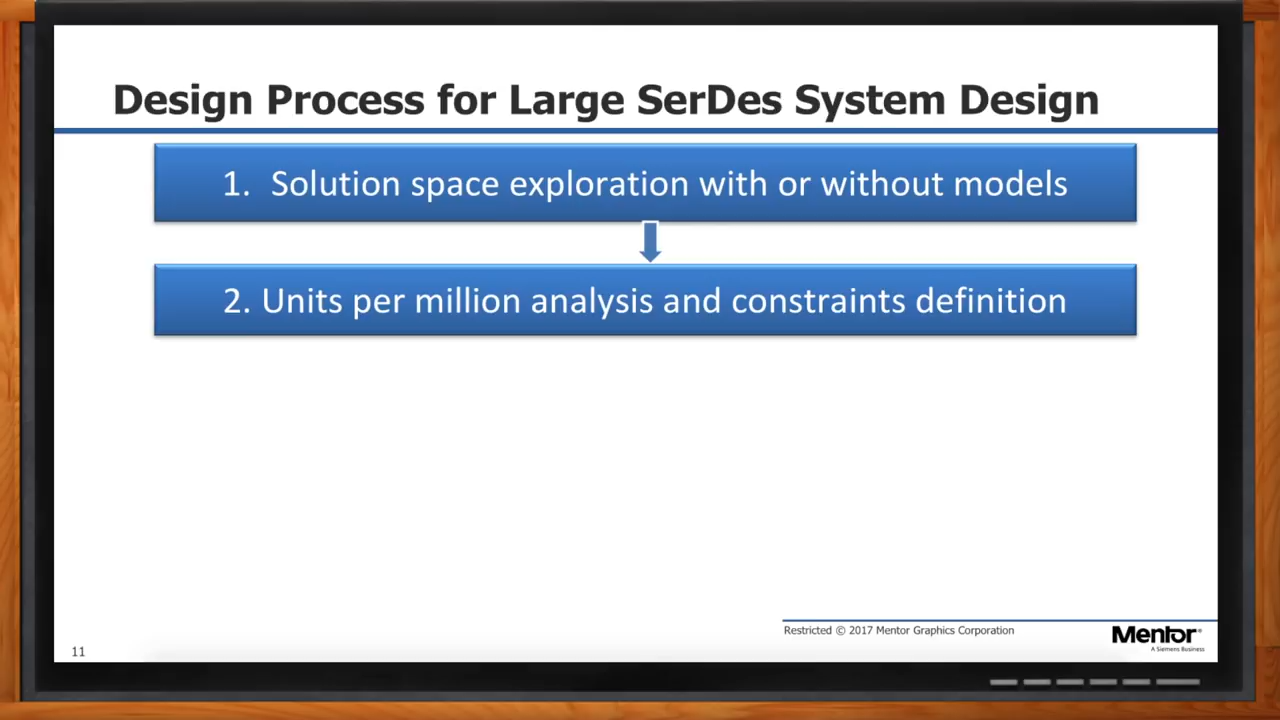 Design Process for Large SerDes System Design
1. Solution space exploration with or without models
2. Units per million analysis and constraints definition
Restricted © 2017 Mentor Graphics Corporation
Mentor®
A Siemens Business
11